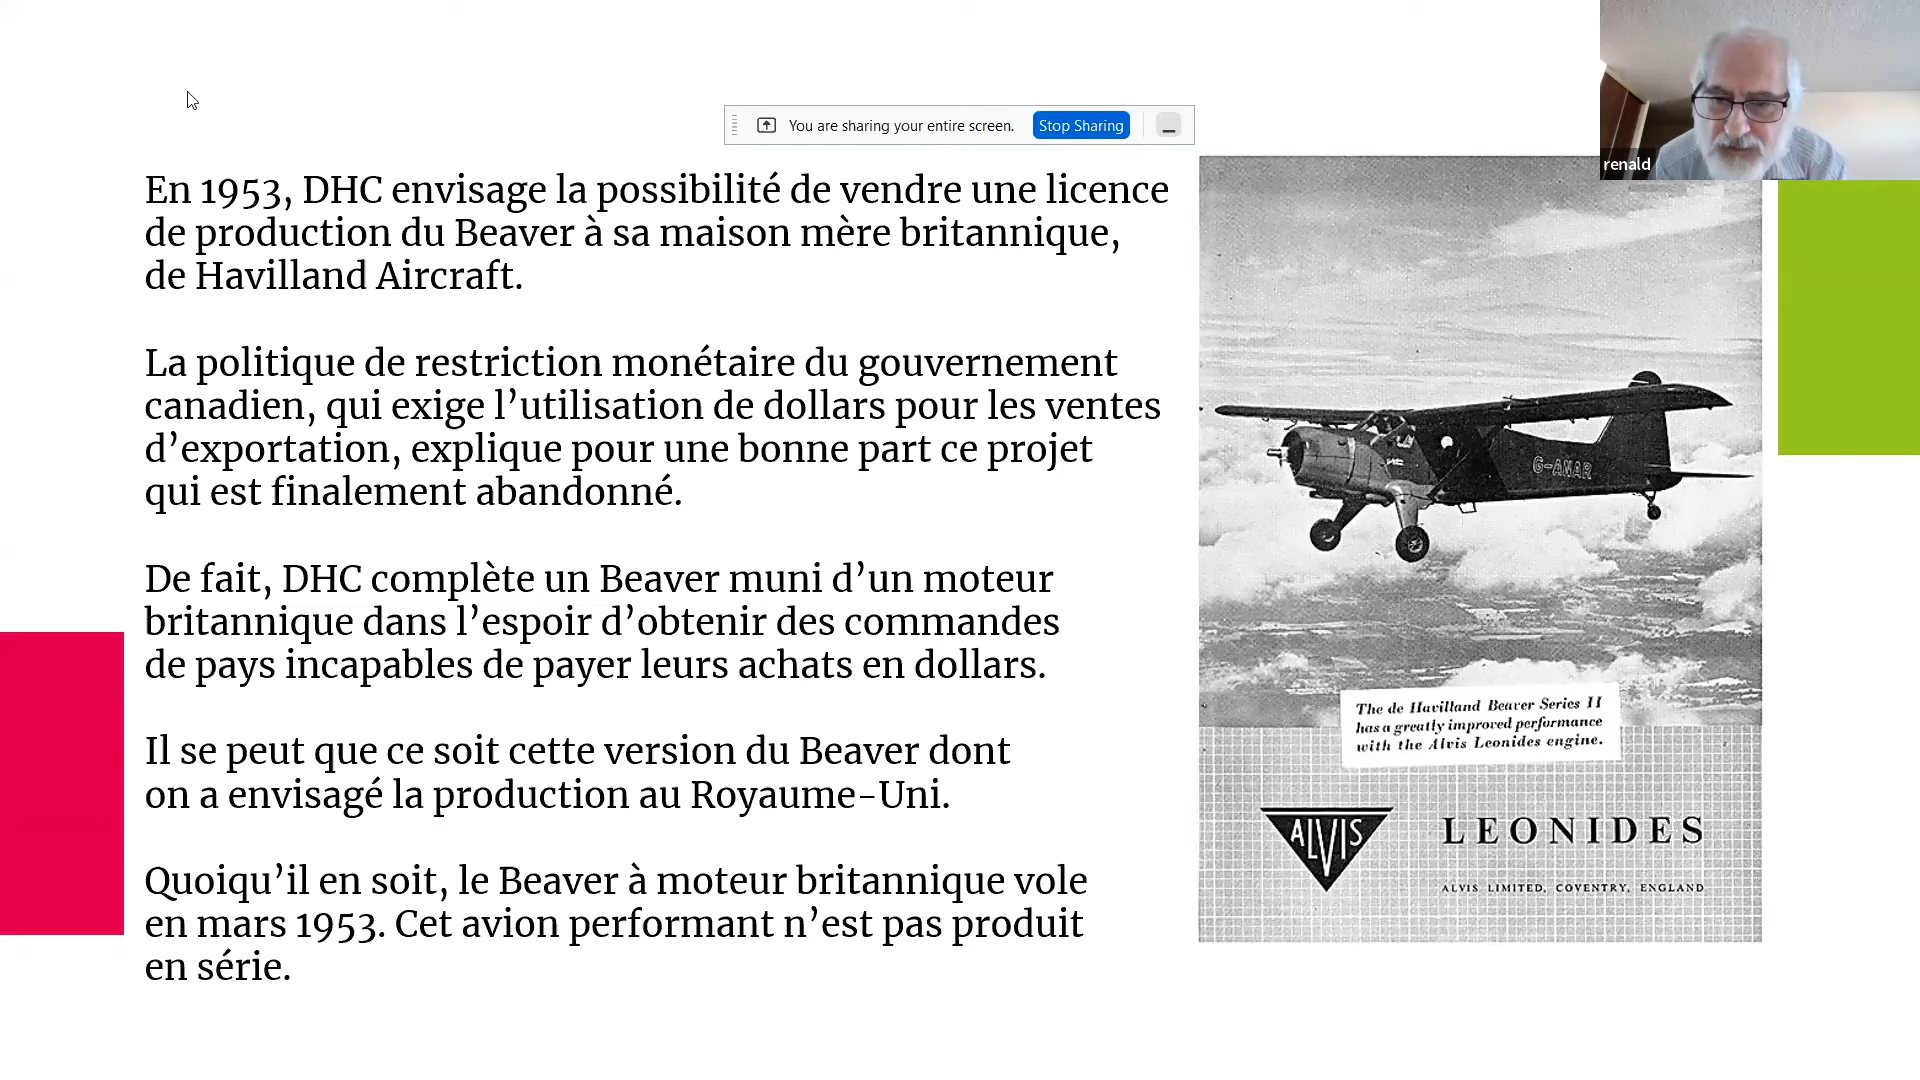 You are sharing your entire screen.
Stop Sharing
renald
En 1953, DHC envisage la possibilité de vendre une licence
de production du Beaver à sa maison mère britannique,
de Havilland Aircraft.
La politique de restriction monétaire du gouvernement
canadien, qui exige l’utilisation de dollars pour les ventes
d’exportation, explique pour une bonne part ce projet
qui est finalement abandonné.
De fait, DHC complète un Beaver muni d’un moteur
britannique dans l’espoir d’obtenir des commandes
de pays incapables de payer leurs achats en dollars.
Il se peut que ce soit cette version du Beaver dont
on a envisagé la production au Royaume-Uni.
Quoiqu’il en soit, le Beaver à moteur britannique vole
en mars 1953. Cet avion performant n’est pas produit
en série.
G-ANAR
The de Havilland Beaver Series II
has a greatly improved performance
with the Alvis Leonides engine.
ALVIS
LEONIDES
ALVIS LIMITED, COVENTRY, ENGLAND